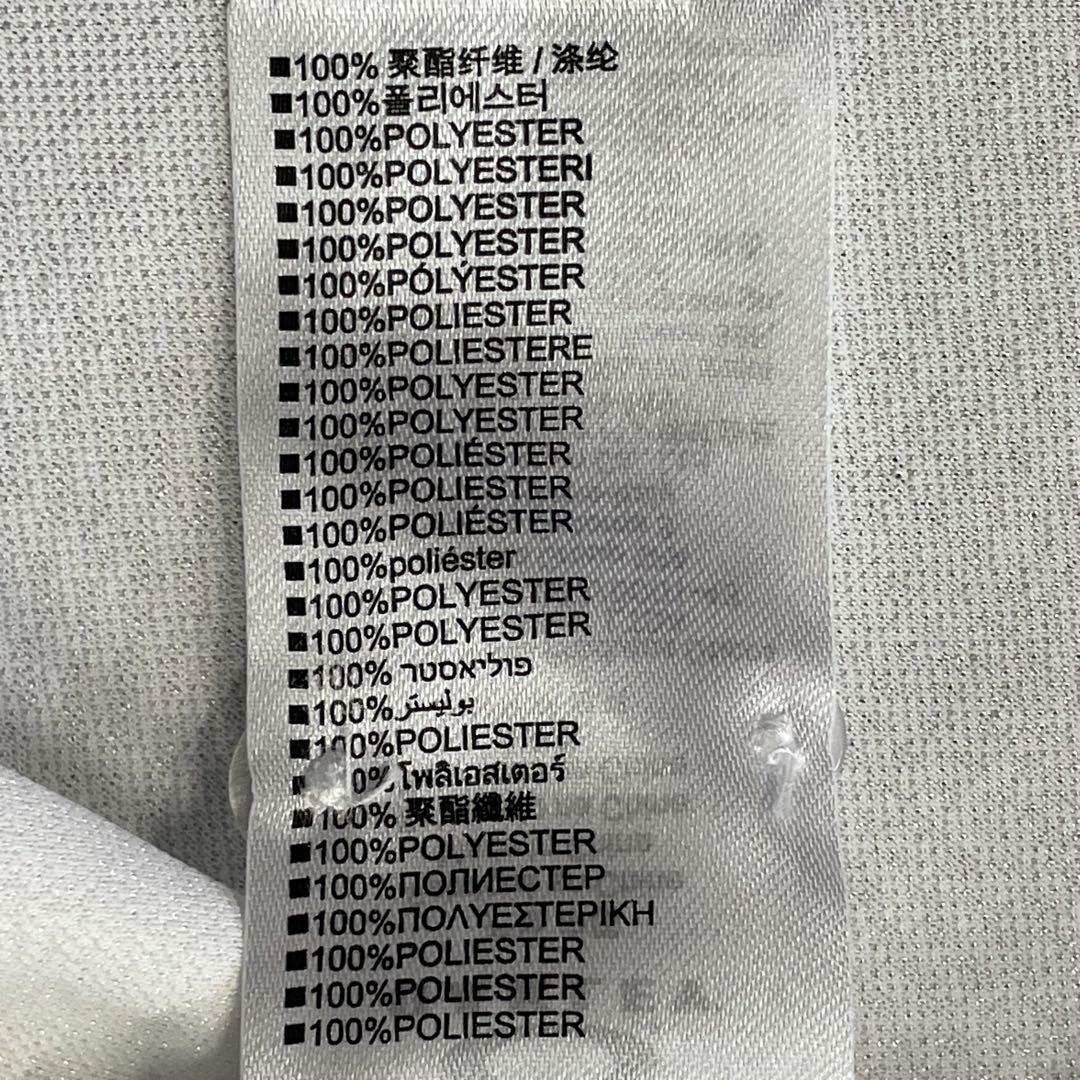 ■100% 聚酯纤维 / 涤纶
■100%폴리에스터
■100%POLYESTER
■100%POLYESTERI
■100%POLYESTER
■100%POLYESTER
■100%PÓLÝESTER
■100%POLIESTER
■100%POLIESTERE
■100%POLYESTER
■100%POLYESTER
■100%POLIÉSTER
■100%POLIESTER
■100%POLIÉSTER
■100%poliéster
■100%POLYESTER
■100%POLYESTER
■100% פוליאסטר
■100%بوليستر
■100%POLIESTER
■100%โพลิเอสเตอร์
■100% 聚酯纖維
■100%POLYESTER
■100%ПОЛИЕСТЕР
■100%ΠΟΛΥΕΣΤΕΡΙΚΗ
■100%POLIESTER
■100%POLIESTER
■100%POLIESTER